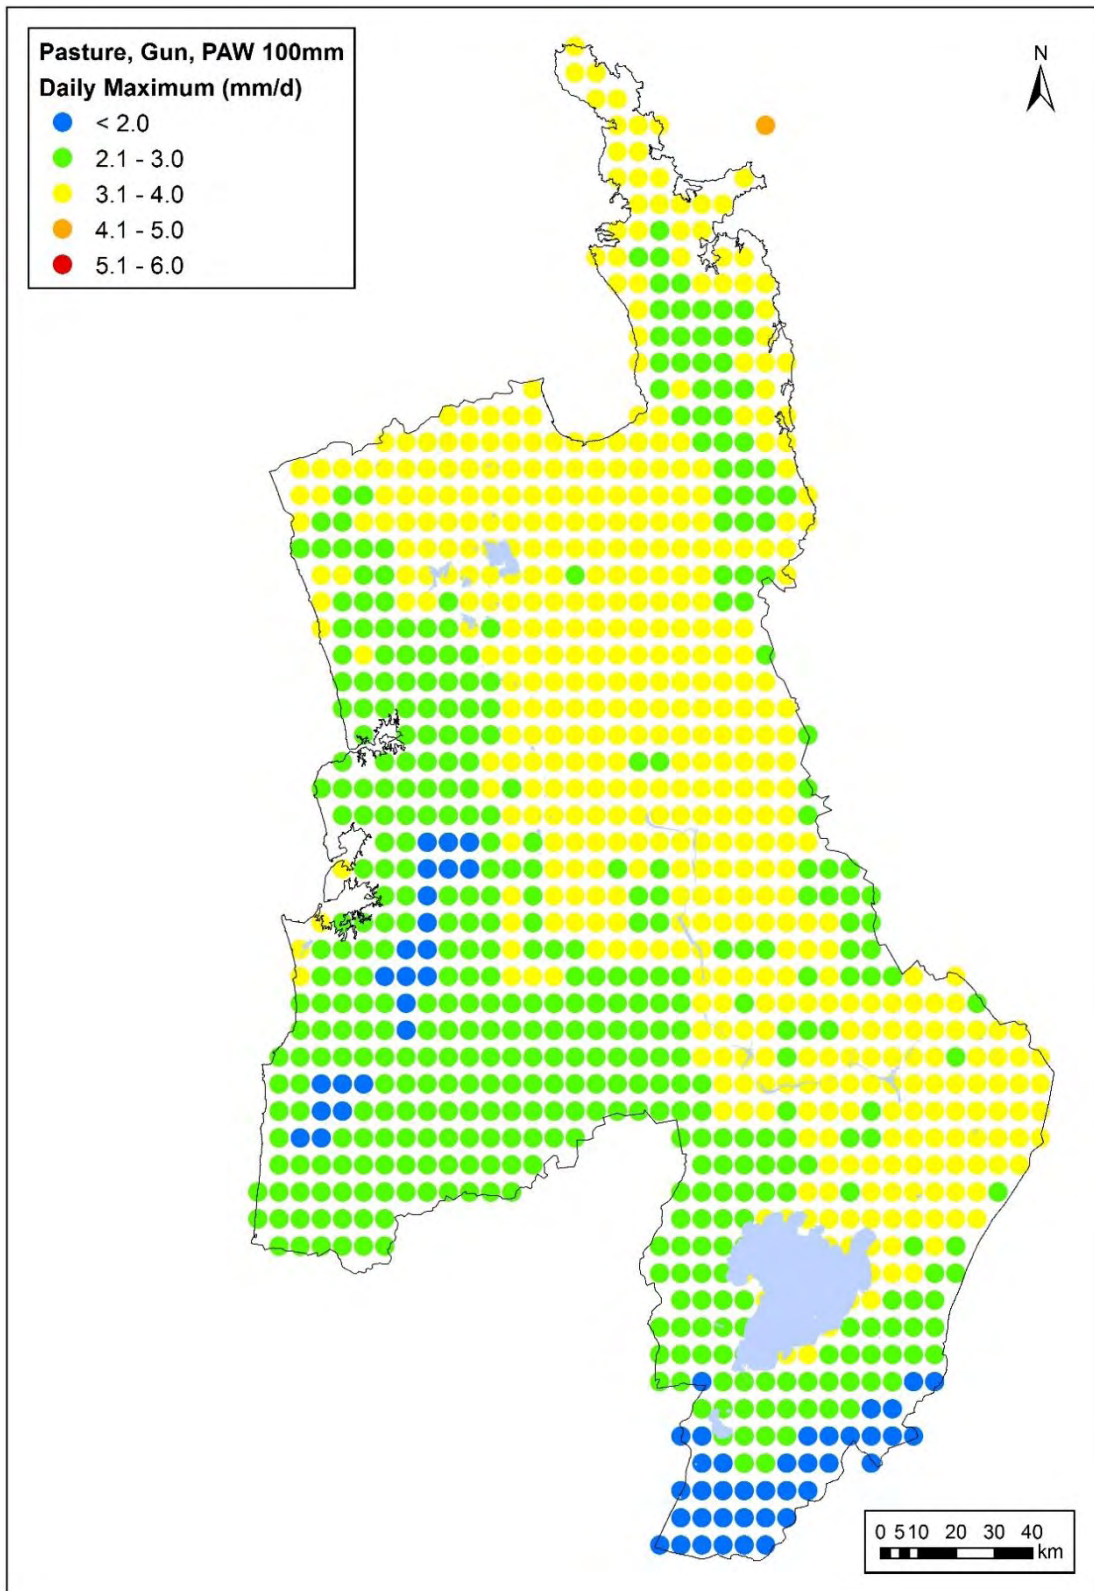 Pasture, Gun, PAW 100mm
Daily Maximum (mm/d)
< 2.0
2.1 - 3.0
3.1 - 4.0
4.1 - 5.0
5.1 - 6.0
N
0 5 10 20 30 40
km